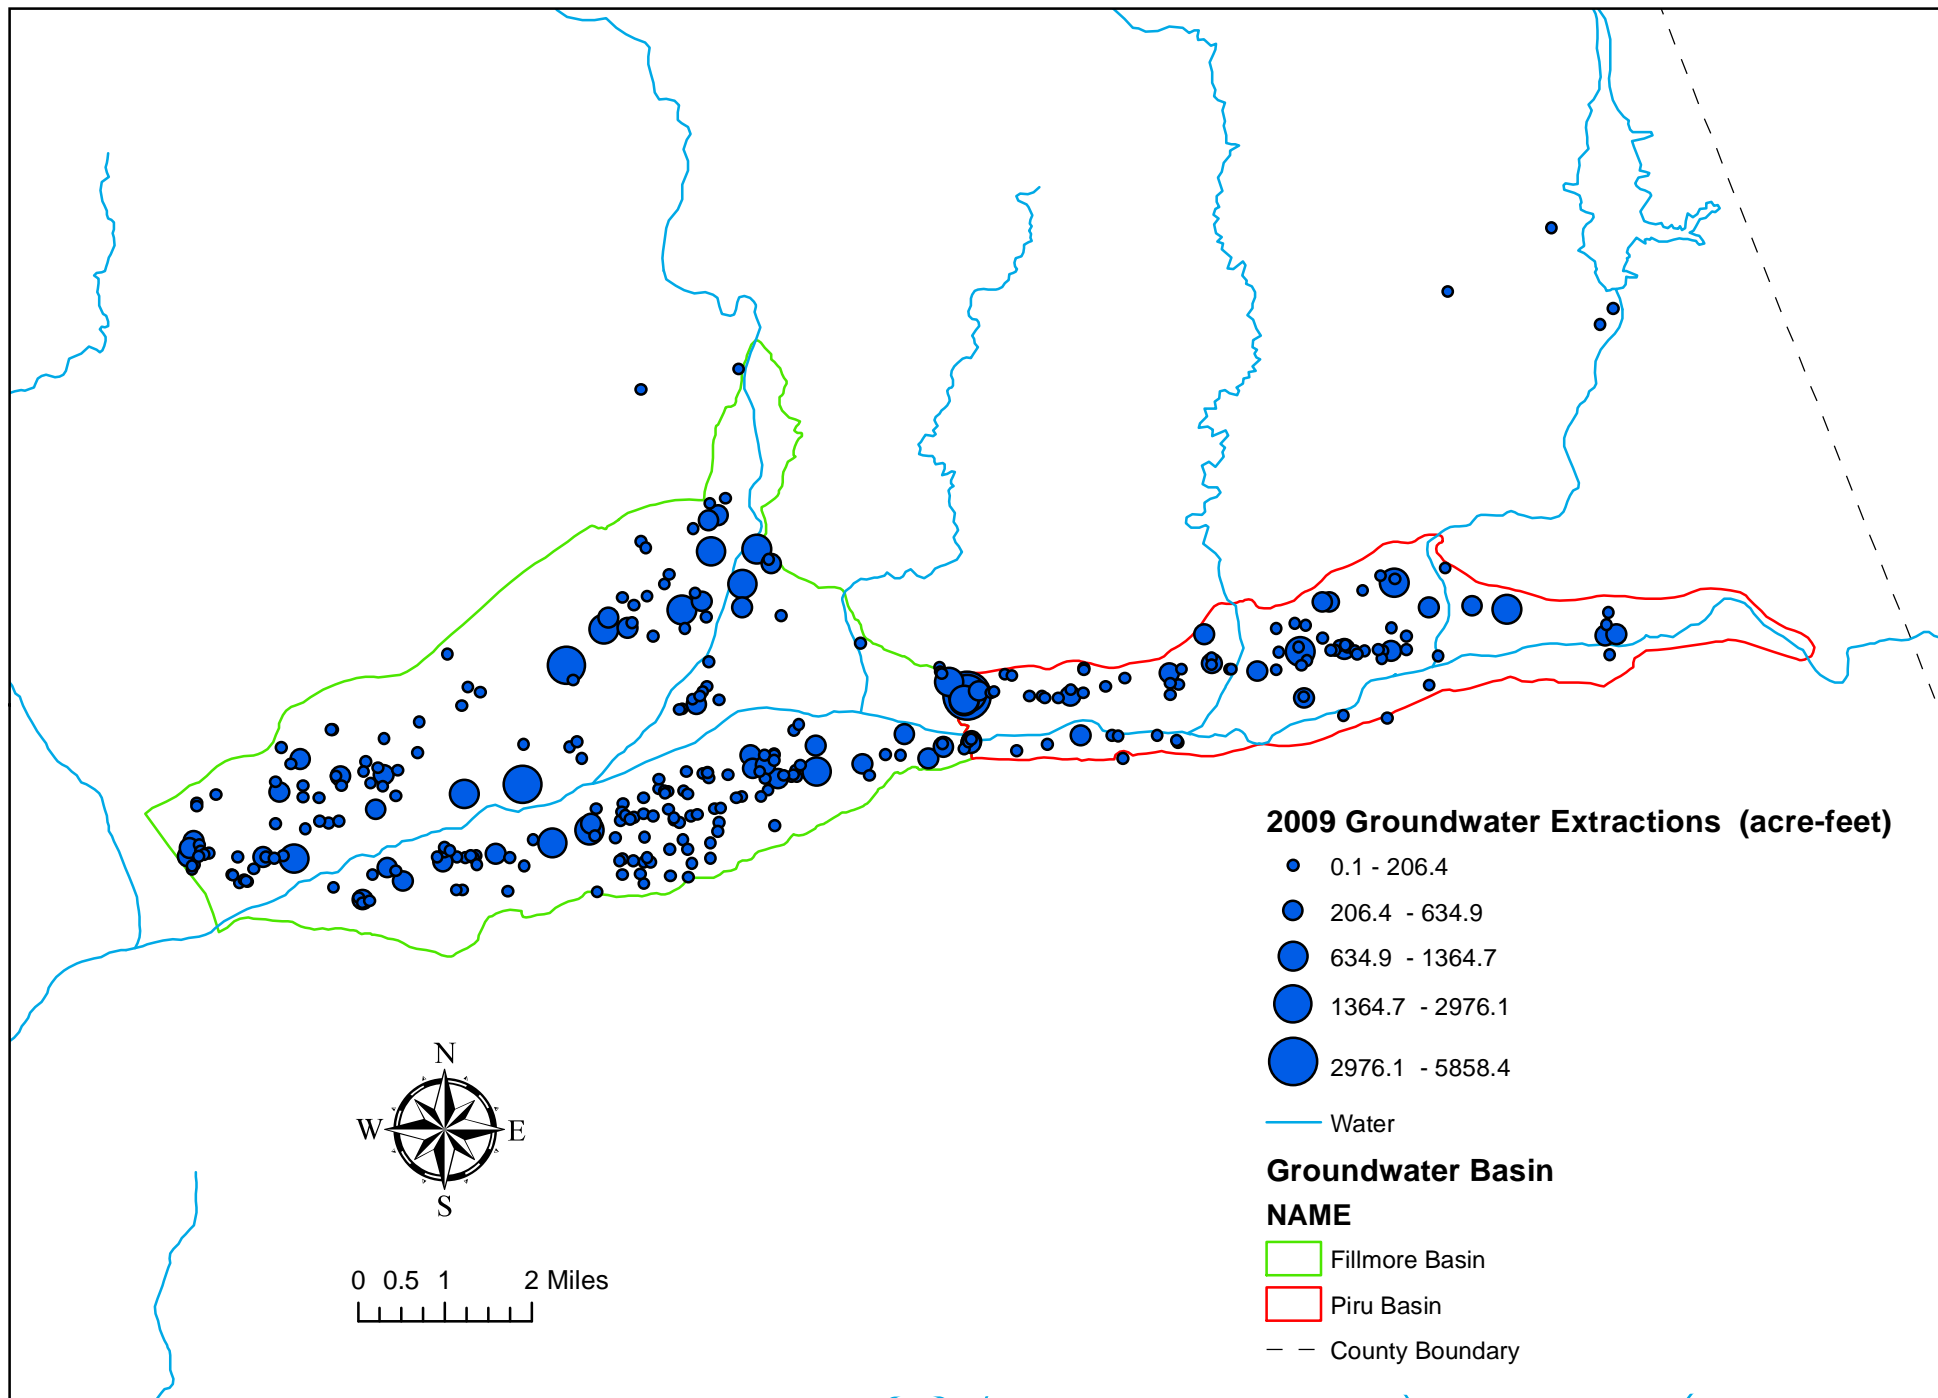 2009 Groundwater Extractions (acre-feet)
0.1 - 206.4
206.4 - 634.9
634.9 - 1364.7
1364.7 - 2976.1
2976.1 - 5858.4
Water
Groundwater Basin
NAME
Fillmore Basin
Piru Basin
County Boundary
N
W E
S
0 0.5 1 2 Miles